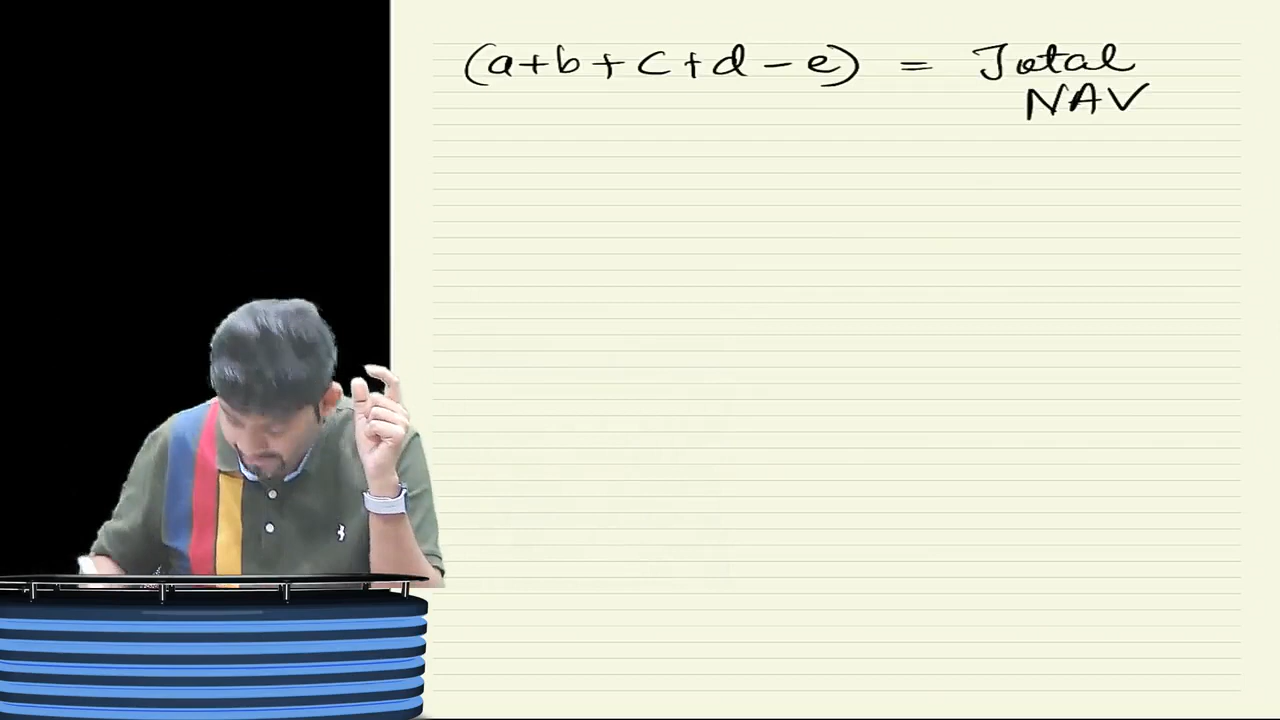 (a+b+c+d-e) = Total
NAV